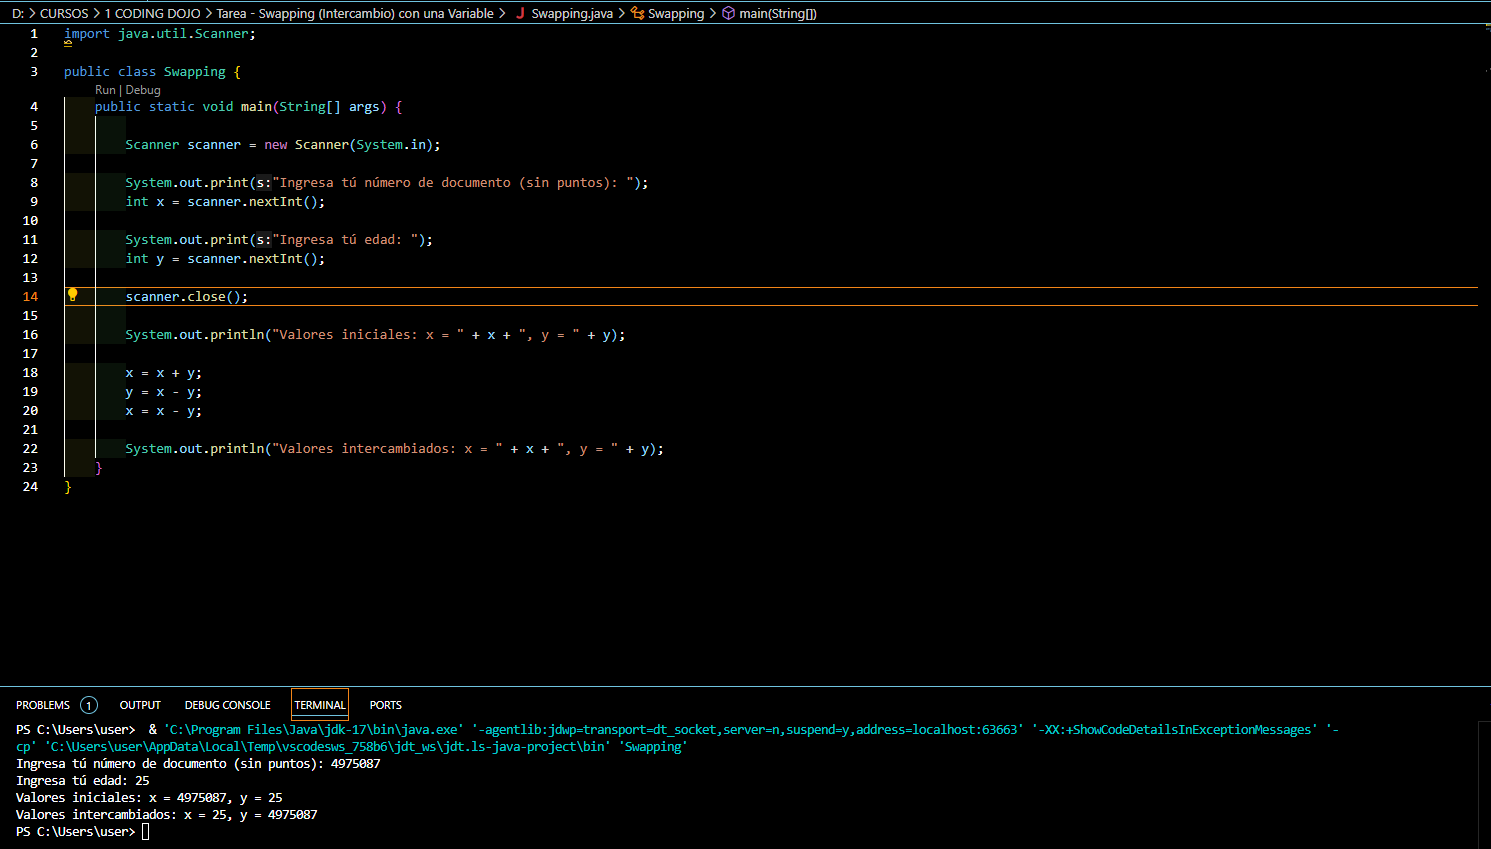 D: > CURSOS > 1 CODING DOJO > Tarea - Swapping (Intercambio) con una Variable > J Swapping.java > Swapping > main(String[])
1 import java.util.Scanner;
2
3 public class Swapping {
Run | Debug
4 public static void main(String[] args) {
5
6 Scanner scanner = new Scanner(System.in);
7
8 System.out.print(s:"Ingresa tú número de documento (sin puntos): ");
9 int x = scanner.nextInt();
10
11 System.out.print(s:"Ingresa tú edad: ");
12 int y = scanner.nextInt();
13
14 scanner.close();
15
16 System.out.println("Valores iniciales: x = " + x + ", y = " + y);
17
18 x = x + y;
19 y = x - y;
20 x = x - y;
21
22 System.out.println("Valores intercambiados: x = " + x + ", y = " + y);
23 }
24 }
PROBLEMS 1 OUTPUT DEBUG CONSOLE TERMINAL PORTS
PS C:\Users\user> & 'C:\Program Files\Java\jdk-17\bin\java.exe' '-agentlib:jdwp=transport=dt_socket,server=n,suspend=y,address=localhost:63663' '-XX:+ShowCodeDetailsInExceptionMessages' '-
cp' 'C:\Users\user\AppData\Local\Temp\vscodesws_758b6\jdt_ws\jdt.ls-java-project\bin' 'Swapping'
Ingresa tú número de documento (sin puntos): 4975087
Ingresa tú edad: 25
Valores iniciales: x = 4975087, y = 25
Valores intercambiados: x = 25, y = 4975087
PS C:\Users\user>